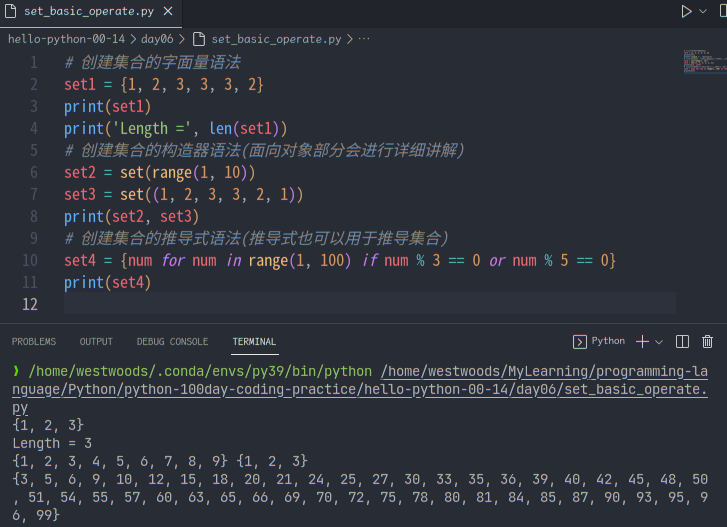 set_basic_operate.py
hello-python-00-14 > day06 > set_basic_operate.py > ...
1 # 创建集合的字面量语法
2 set1 = {1, 2, 3, 3, 3, 2}
3 print(set1)
4 print('Length =', len(set1))
5 # 创建集合的构造器语法(面向对象部分会进行详细讲解)
6 set2 = set(range(1, 10))
7 set3 = set((1, 2, 3, 3, 2, 1))
8 print(set2, set3)
9 # 创建集合的推导式语法(推导式也可以用于推导集合)
10 set4 = {num for num in range(1, 100) if num % 3 == 0 or num % 5 == 0}
11 print(set4)
12
PROBLEMS OUTPUT DEBUG CONSOLE TERMINAL Python
❯ /home/westwoods/.conda/envs/py39/bin/python /home/westwoods/MyLearning/programming-la
nguage/Python/python-100day-coding-practice/hello-python-00-14/day06/set_basic_operate.
py
{1, 2, 3}
Length = 3
{1, 2, 3, 4, 5, 6, 7, 8, 9} {1, 2, 3}
{3, 5, 6, 9, 10, 12, 15, 18, 20, 21, 24, 25, 27, 30, 33, 35, 36, 39, 40, 42, 45, 48, 50
, 51, 54, 55, 57, 60, 63, 65, 66, 69, 70, 72, 75, 78, 80, 81, 84, 85, 87, 90, 93, 95, 9
6, 99}